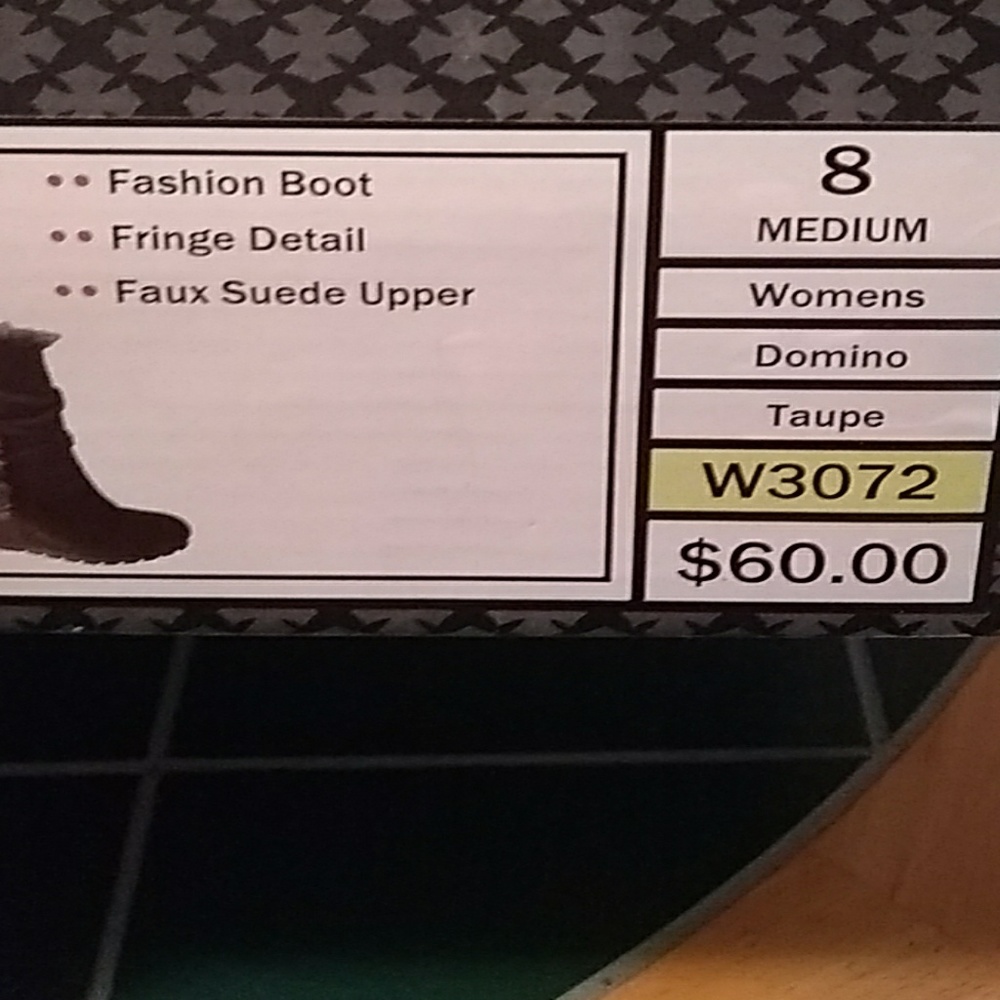 •• Fashion Boot
•• Fringe Detail
•• Faux Suede Upper
8
MEDIUM
Womens
Domino
Taupe
W3072
$60.00